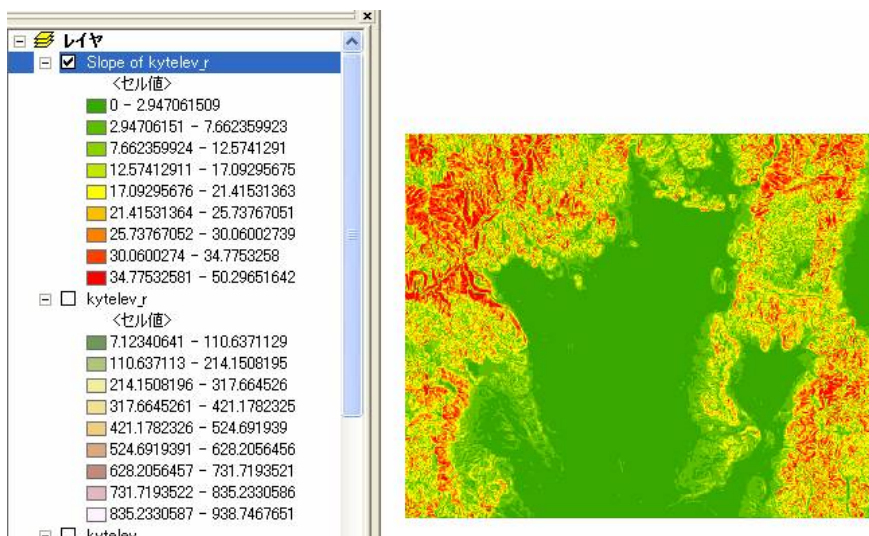 レイヤ
Slope of kytelev_r
<セル値>
0 - 2.947061509
2.94706151 - 7.662359923
7.662359924 - 12.5741291
12.57412911 - 17.09295675
17.09295676 - 21.41531363
21.41531364 - 25.73767051
25.73767052 - 30.06002739
30.0600274 - 34.7753258
34.77532581 - 50.29651642
kytelev_r
<セル値>
7.12340641 - 110.6371129
110.637113 - 214.1508195
214.1508196 - 317.664526
317.6645261 - 421.1782325
421.1782326 - 524.691939
524.6919391 - 628.2056456
628.2056457 - 731.7193521
731.7193522 - 835.2330586
835.2330587 - 938.7467651
kytelev